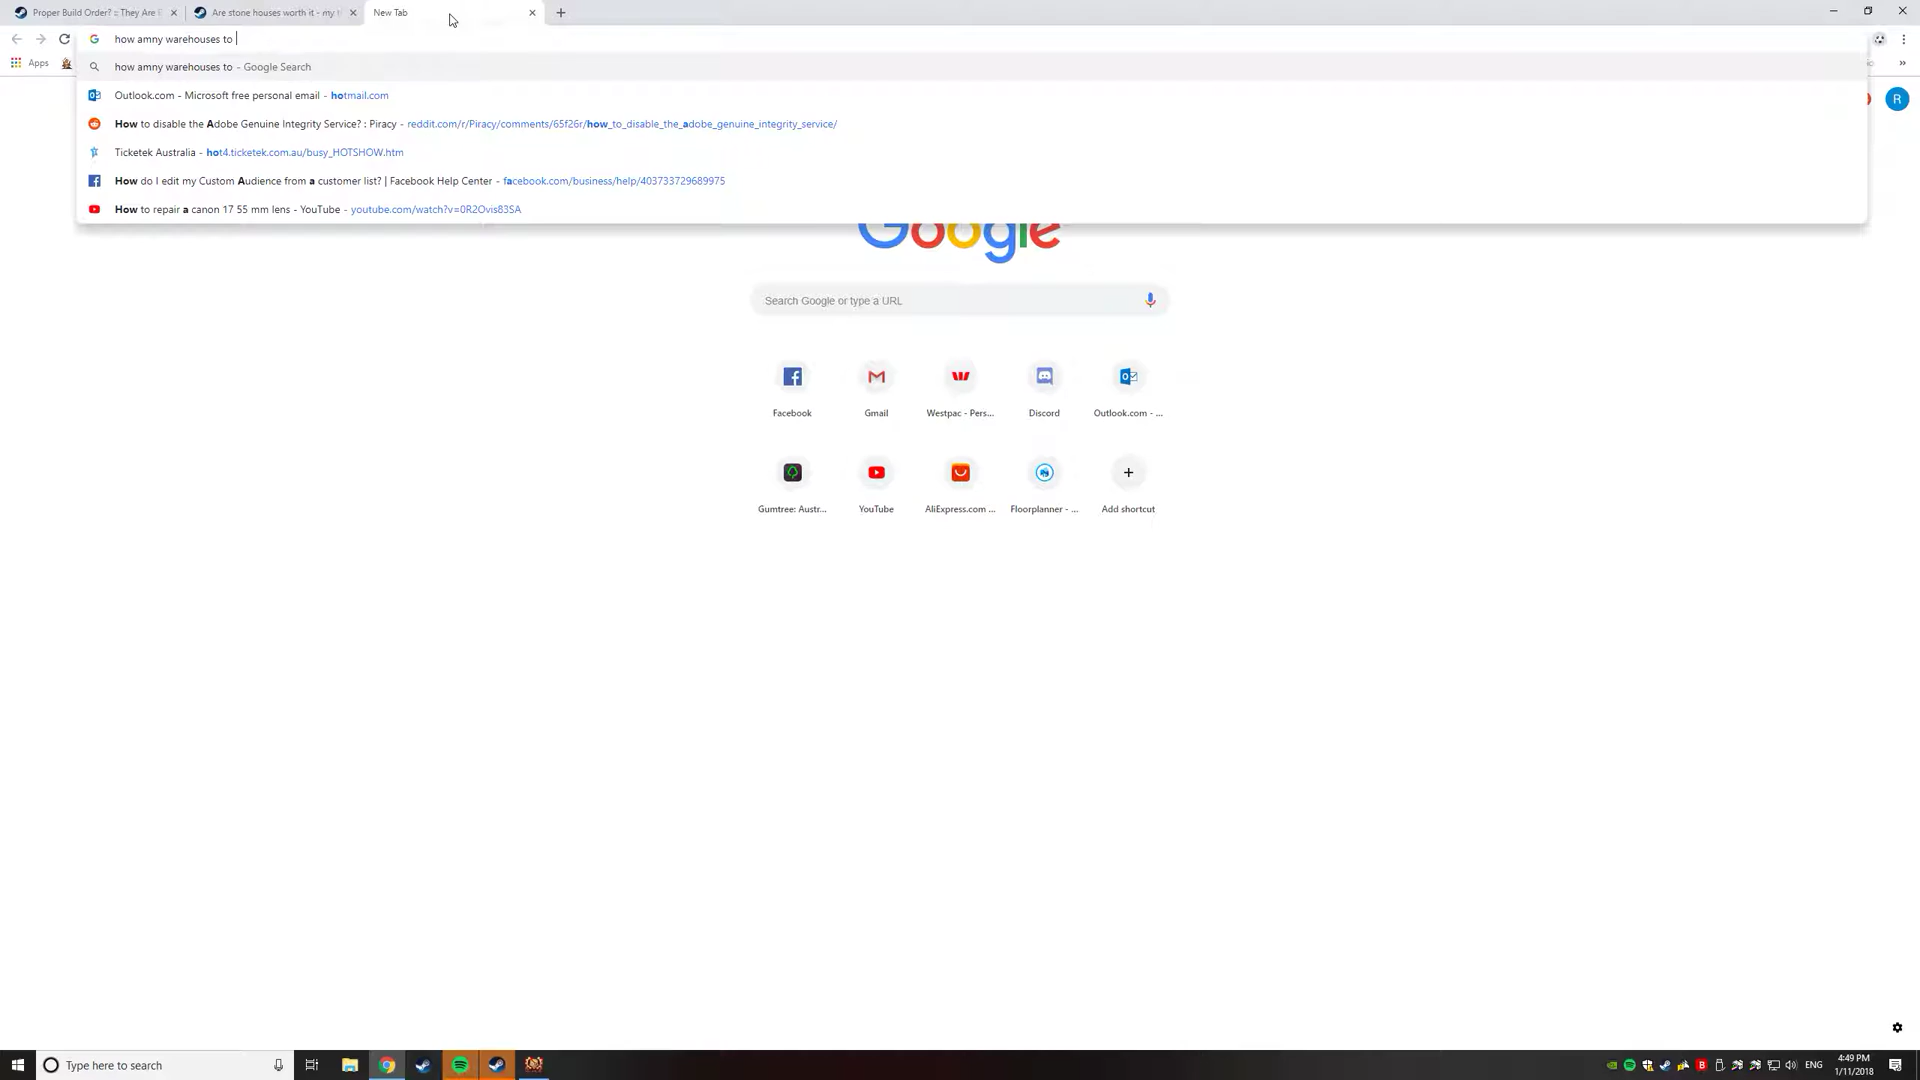 Proper Build Order? :: They Are
Are stone houses worth it - my t
New Tab
how amny warehouses to
Apps
how amny warehouses to - Google Search
Outlook.com - Microsoft free personal email - hotmail.com
How to disable the Adobe Genuine Integrity Service? : Piracy - reddit.com/r/Piracy/comments/65f26r/how_to_disable_the_adobe_genuine_integrity_service/
Ticketek Australia - hot4.ticketek.com.au/busy_HOTSHOW.htm
How do I edit my Custom Audience from a customer list? | Facebook Help Center - facebook.com/business/help/403733729689975
How to repair a canon 17 55 mm lens - YouTube - youtube.com/watch?v=0R2Ovis83SA
R
Google
Search Google or type a URL
Facebook
Gmail
Westpac - Pers...
Discord
Outlook.com - ...
Gumtree: Austr...
YouTube
AliExpress.com ...
Floorplanner - ...
Add shortcut
Type here to search
ENG
4:49 PM
1/11/2018